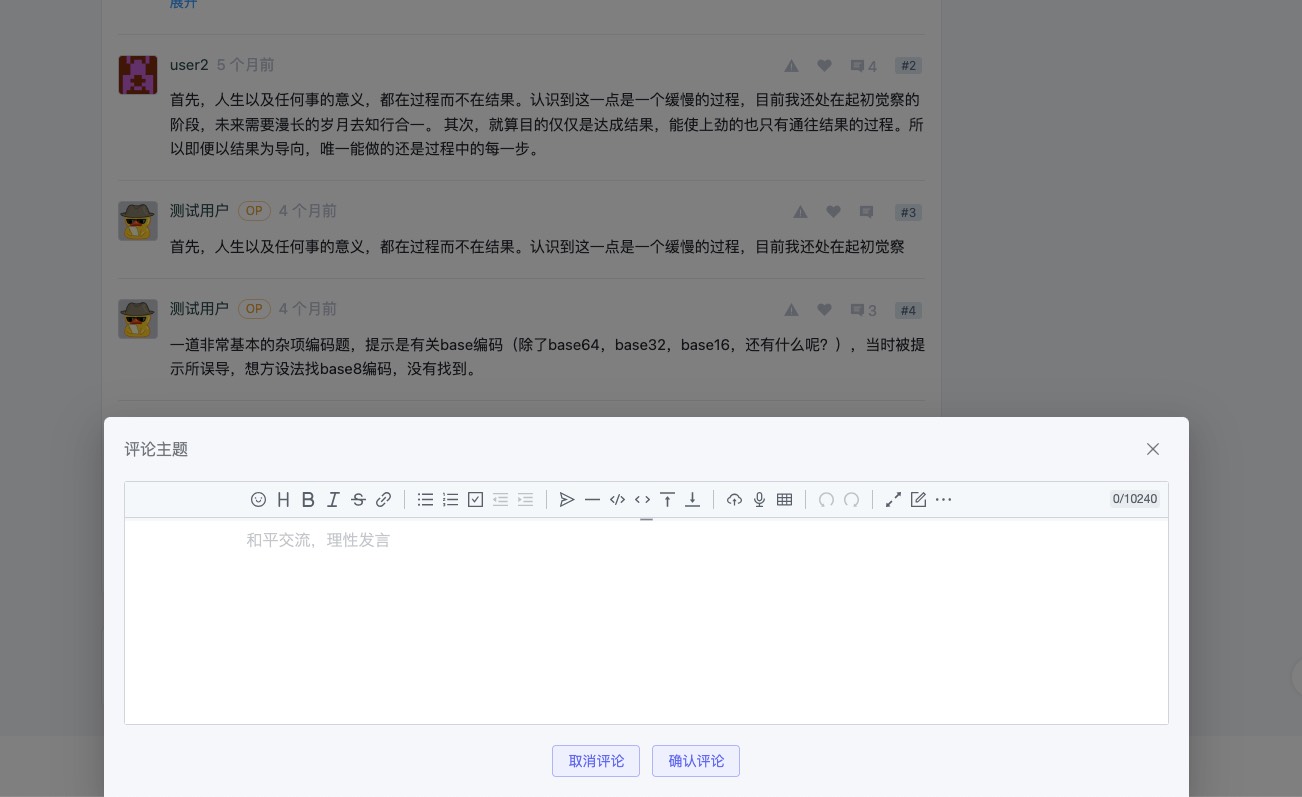 展开
user2 5 个月前 4 #2
首先，人生以及任何事的意义，都在过程而不在结果。认识到这一点是一个缓慢的过程，目前我还处在起初觉察的
阶段，未来需要漫长的岁月去知行合一。 其次，就算目的仅仅是达成结果，能使上劲的也只有通往结果的过程。所
以即便以结果为导向，唯一能做的还是过程中的每一步。
测试用户 OP 4 个月前 #3
首先，人生以及任何事的意义，都在过程而不在结果。认识到这一点是一个缓慢的过程，目前我还处在起初觉察
测试用户 OP 4 个月前 3 #4
一道非常基本的杂项编码题，提示是有关base编码（除了base64，base32，base16，还有什么呢？），当时被提
示所误导，想方设法找base8编码，没有找到。
评论主题
0/10240
和平交流，理性发言
取消评论 确认评论